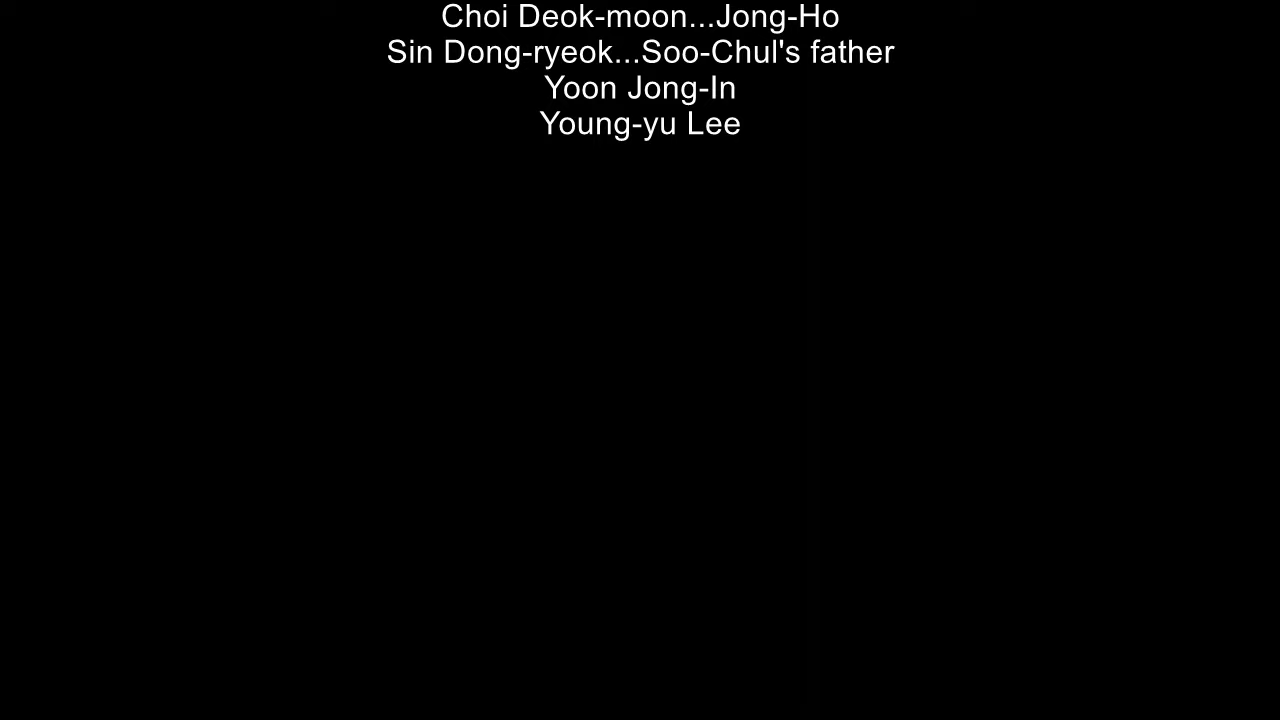 Choi Deok-moon...Jong-Ho
Sin Dong-ryeok...Soo-Chul's father
Yoon Jong-In
Young-yu Lee